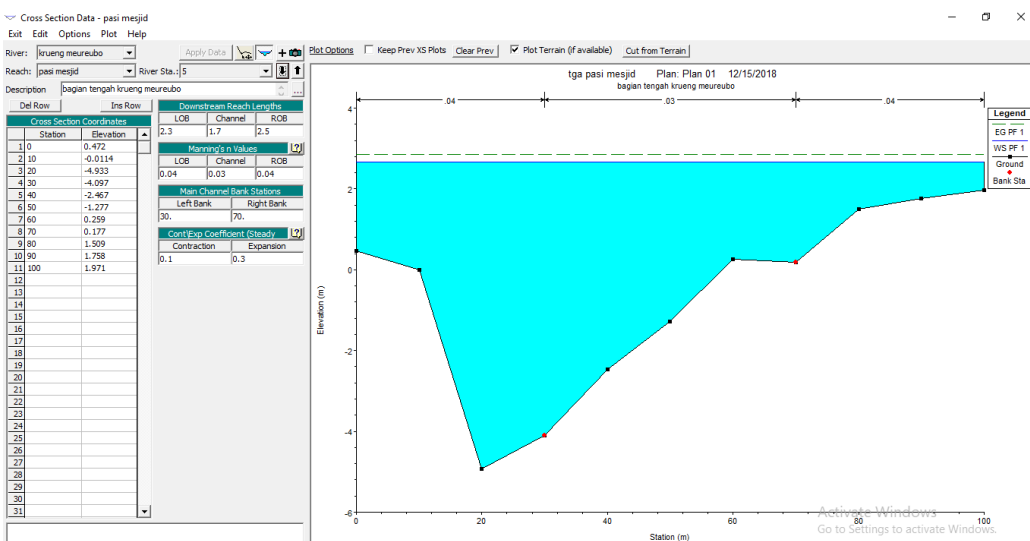 Cross Section Data - pasi mesjid
Exit Edit Options Plot Help
River: krueng meureubo Apply Data
Plot Options Keep Prev XS Plots Clear Prev Plot Terrain (if available) Cut from Terrain
Reach: pasi mesjid River Sta.: 5
Description bagian tengah krueng meureubo ...
Del Row Ins Row
Cross Section Coordinates
Station Elevation
1 0 0.472
2 10 -0.0114
3 20 -4.933
4 30 -4.097
5 40 -2.467
6 50 -1.277
7 60 0.259
8 70 0.177
9 80 1.509
10 90 1.758
11 100 1.971
12
13
14
15
16
17
18
19
20
21
22
23
24
25
26
27
28
29
30
31
Downstream Reach Lengths
LOB Channel ROB
2.3 1.7 2.5
Manning's n Values
LOB Channel ROB
0.04 0.03 0.04
Main Channel Bank Stations
Left Bank Right Bank
30. 70.
Cont\Exp Coefficient (Steady
Contraction Expansion
0.1 0.3
tga pasi mesjid Plan: Plan 01 12/15/2018
bagian tengah krueng meureubo
.04 .03 .04
Legend
EG PF 1
WS PF 1
Ground
Bank Sta
4
2
0
-2
-4
-6
Elevation (m)
0 20 40 60 80 100
Station (m)
Activate Windows
Go to Settings to activate Windows.